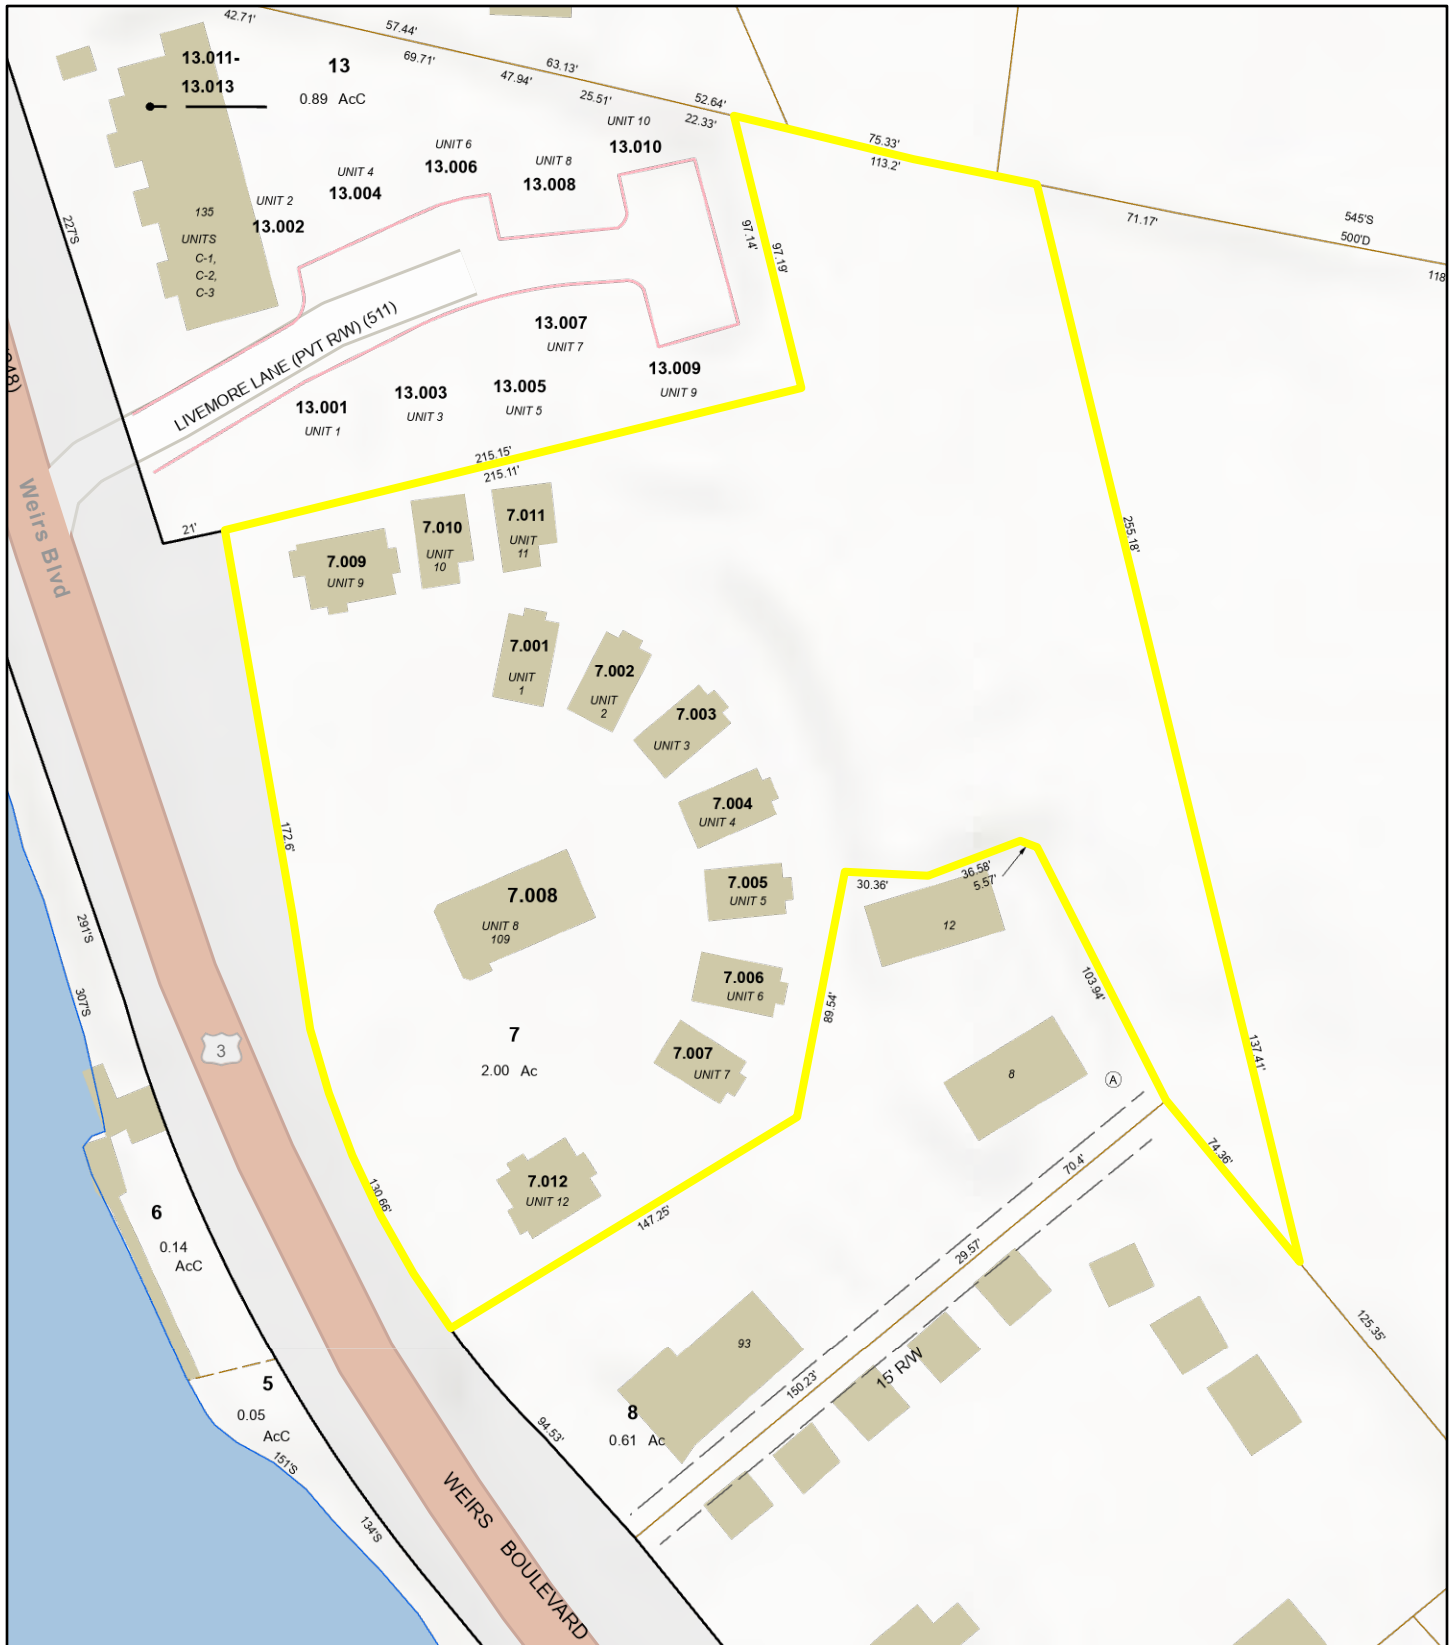 42.71'
57.44'
69.71'
63.13'
47.94'
25.51'
52.64'
22.33'
75.33'
113.2'
71.17'
545'S
500'D
118
13.011-
13.013
13
0.89 AcC
UNIT 10
13.010
UNIT 6
13.006
UNIT 8
13.008
UNIT 4
13.004
UNIT 2
13.002
135
UNITS
C-1,
C-2,
C-3
227'S
97.14'
97.19'
LIVEMORE LANE (PVT R/W) (511)
13.007
UNIT 7
13.009
UNIT 9
13.005
UNIT 5
13.003
UNIT 3
13.001
UNIT 1
215.15'
215.11'
21'
Weirs Blvd
7.009
UNIT 9
7.010
UNIT
10
7.011
UNIT
11
255.18'
7.001
UNIT
1
7.002
UNIT
2
7.003
UNIT 3
7.004
UNIT 4
172.6'
7.005
UNIT 5
7.008
UNIT 8
109
30.36'
36.58'
5.57'
12
291'S
307'S
7.006
UNIT 6
89.54'
103.94'
137.41'
3
7
2.00 Ac
7.007
UNIT 7
8
A
7.012
UNIT 12
130.66'
147.25'
70.4'
74.36'
29.57'
6
0.14
AcC
125.35'
93
15' R/W
150.23'
5
0.05
AcC
8
0.61 Ac
94.53'
151'S
134'S
WEIRS BOULEVARD